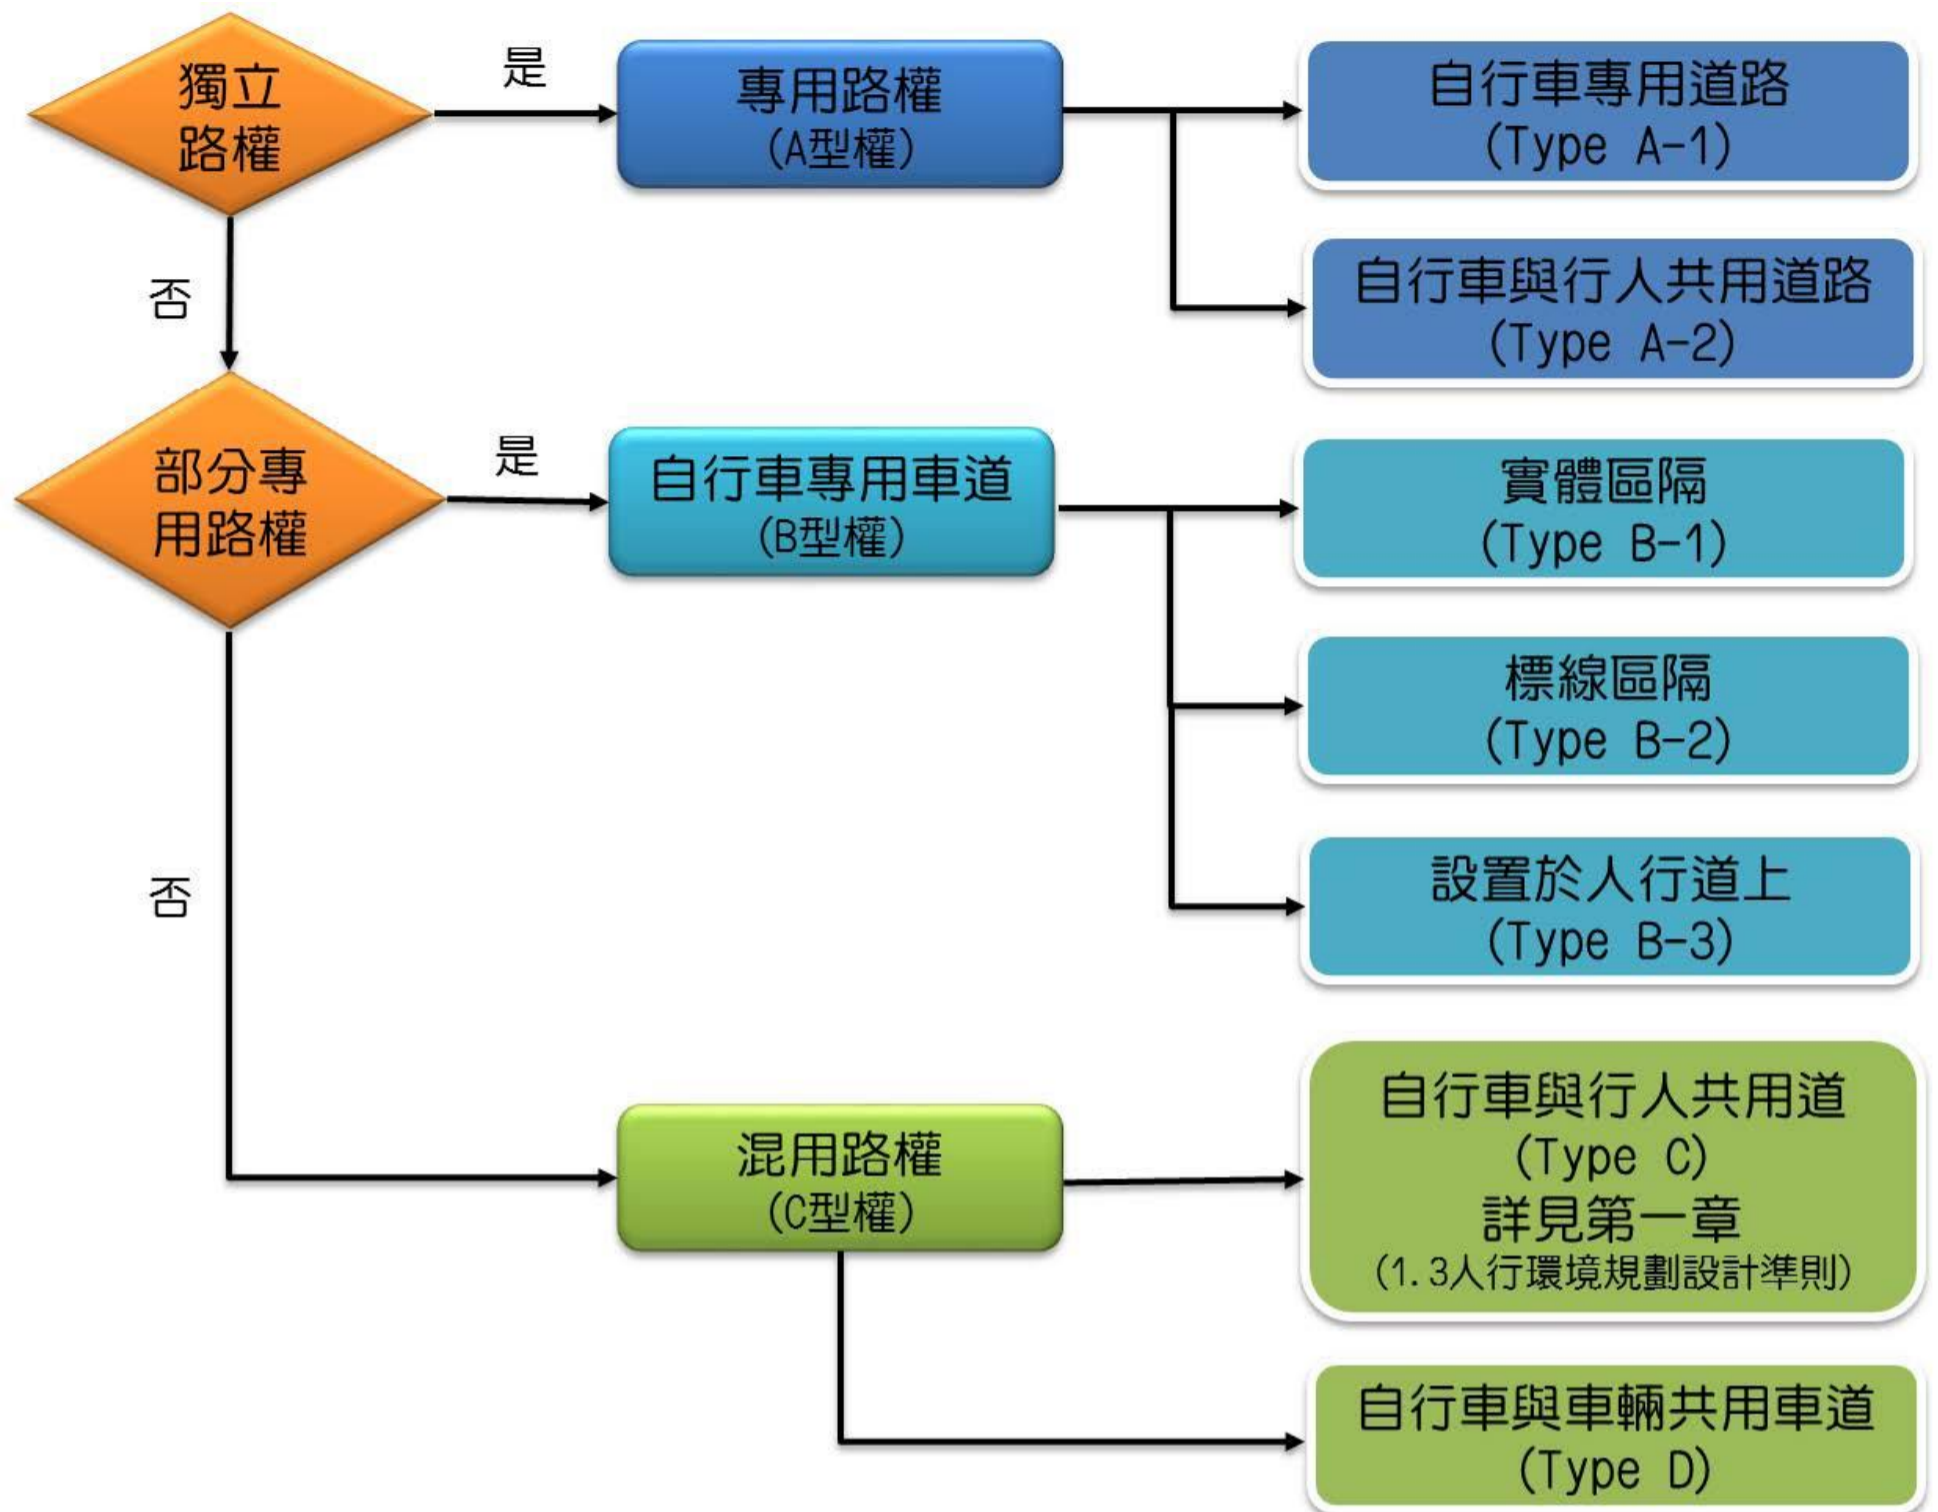 獨立
路權
是
專用路權
(A型權)
自行車專用道路
(Type A-1)
自行車與行人共用道路
(Type A-2)
否
部分專
用路權
是
自行車專用車道
(B型權)
實體區隔
(Type B-1)
標線區隔
(Type B-2)
設置於人行道上
(Type B-3)
否
混用路權
(C型權)
自行車與行人共用道
(Type C)
詳見第一章
(1.3人行環境規劃設計準則)
自行車與車輛共用車道
(Type D)